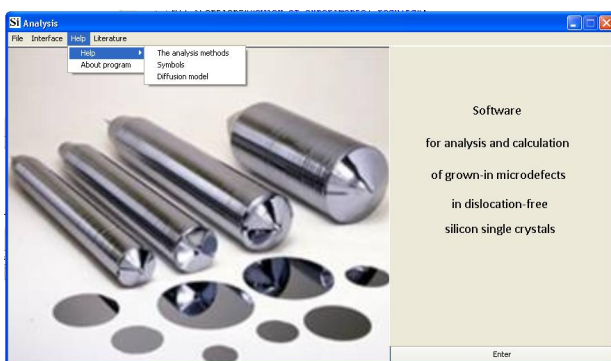 Si Analysis
File Interface Help Literature
Help
About program
The analysis methods
Symbols
Diffusion model
Software
for analysis and calculation
of grown-in microdefects
in dislocation-free
silicon single crystals
Enter